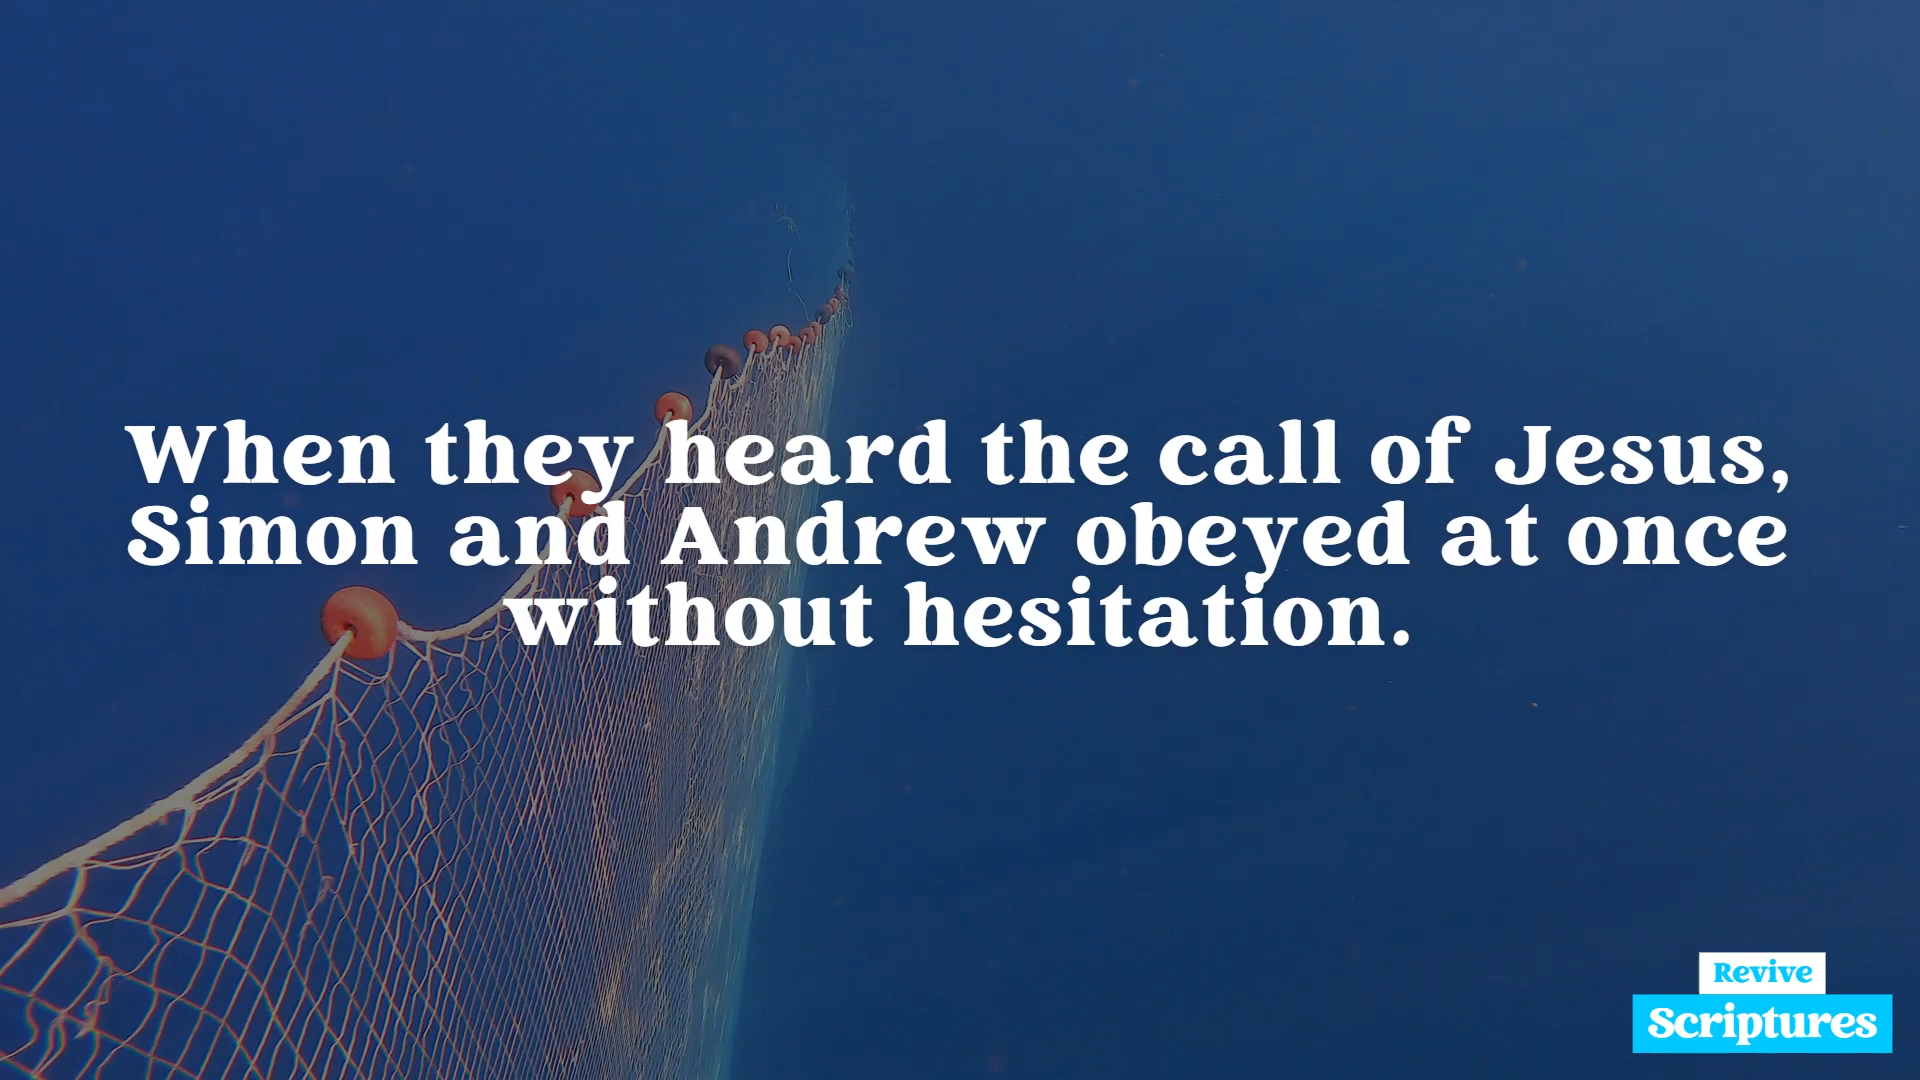 When they heard the call of Jesus,
Simon and Andrew obeyed at once
without hesitation.
Revive
Scriptures